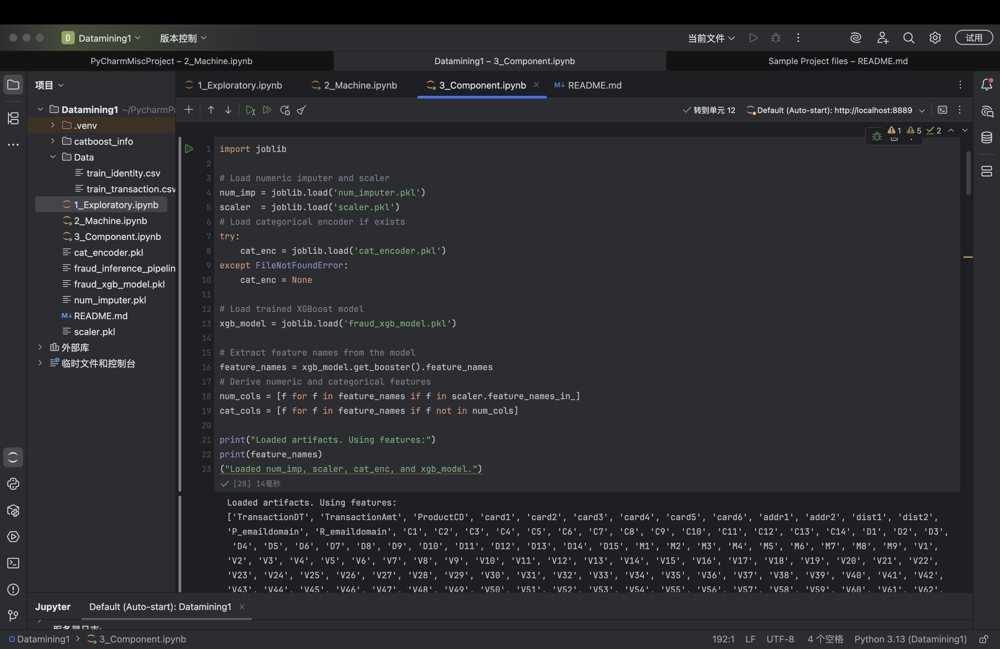 D Datamining1 版本控制 当前文件 试用
PyCharmMiscProject – 2_Machine.ipynb Datamining1 – 3_Component.ipynb Sample Project files – README.md
项目 1_Exploratory.ipynb 2_Machine.ipynb 3_Component.ipynb README.md
转到单元 12 Default (Auto-start): http://localhost:8889
1 5 2
Datamining1 ~/PycharmPr
.venv
catboost_info
Data
train_identity.csv
train_transaction.csv
1_Exploratory.ipynb
2_Machine.ipynb
3_Component.ipynb
cat_encoder.pkl
fraud_inference_pipelin
fraud_xgb_model.pkl
num_imputer.pkl
README.md
scaler.pkl
外部库
临时文件和控制台
1 import joblib
2
3 # Load numeric imputer and scaler
4 num_imp = joblib.load('num_imputer.pkl')
5 scaler  = joblib.load('scaler.pkl')
6 # Load categorical encoder if exists
7 try:
8     cat_enc = joblib.load('cat_encoder.pkl')
9 except FileNotFoundError:
10     cat_enc = None
11
12 # Load trained XGBoost model
13 xgb_model = joblib.load('fraud_xgb_model.pkl')
14
15 # Extract feature names from the model
16 feature_names = xgb_model.get_booster().feature_names
17 # Derive numeric and categorical features
18 num_cols = [f for f in feature_names if f in scaler.feature_names_in_]
19 cat_cols = [f for f in feature_names if f not in num_cols]
20
21 print("Loaded artifacts. Using features:")
22 print(feature_names)
23 ("Loaded num_imp, scaler, cat_enc, and xgb_model.")
[28] 14毫秒
Loaded artifacts. Using features:
['TransactionDT', 'TransactionAmt', 'ProductCD', 'card1', 'card2', 'card3', 'card4', 'card5', 'card6', 'addr1', 'addr2', 'dist1', 'dist2',
'P_emaildomain', 'R_emaildomain', 'C1', 'C2', 'C3', 'C4', 'C5', 'C6', 'C7', 'C8', 'C9', 'C10', 'C11', 'C12', 'C13', 'C14', 'D1', 'D2', 'D3',
'D4', 'D5', 'D6', 'D7', 'D8', 'D9', 'D10', 'D11', 'D12', 'D13', 'D14', 'D15', 'M1', 'M2', 'M3', 'M4', 'M5', 'M6', 'M7', 'M8', 'M9', 'V1',
'V2', 'V3', 'V4', 'V5', 'V6', 'V7', 'V8', 'V9', 'V10', 'V11', 'V12', 'V13', 'V14', 'V15', 'V16', 'V17', 'V18', 'V19', 'V20', 'V21', 'V22',
'V23', 'V24', 'V25', 'V26', 'V27', 'V28', 'V29', 'V30', 'V31', 'V32', 'V33', 'V34', 'V35', 'V36', 'V37', 'V38', 'V39', 'V40', 'V41', 'V42',
'V43', 'V44', 'V45', 'V46', 'V47', 'V48', 'V49', 'V50', 'V51', 'V52', 'V53', 'V54', 'V55', 'V56', 'V57', 'V58', 'V59', 'V60', 'V61', 'V62',
Jupyter Default (Auto-start): Datamining1
服务器日志:
Datamining1 3_Component.ipynb 192:1 LF UTF-8 4 个空格 Python 3.13 (Datamining1)